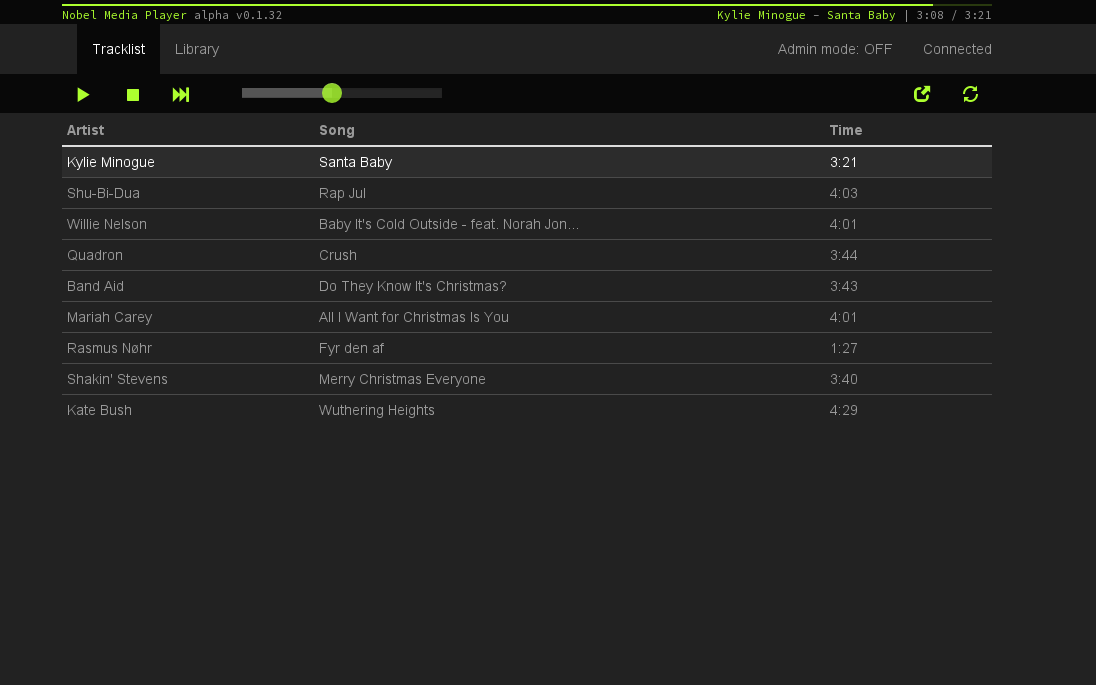 Nobel Media Player alpha v0.1.32 Kylie Minogue - Santa Baby | 3:08 / 3:21
Tracklist Library Admin mode: OFF Connected
Artist Song Time
Kylie Minogue Santa Baby 3:21
Shu-Bi-Dua Rap Jul 4:03
Willie Nelson Baby It's Cold Outside - feat. Norah Jon... 4:01
Quadron Crush 3:44
Band Aid Do They Know It's Christmas? 3:43
Mariah Carey All I Want for Christmas Is You 4:01
Rasmus Nøhr Fyr den af 1:27
Shakin' Stevens Merry Christmas Everyone 3:40
Kate Bush Wuthering Heights 4:29